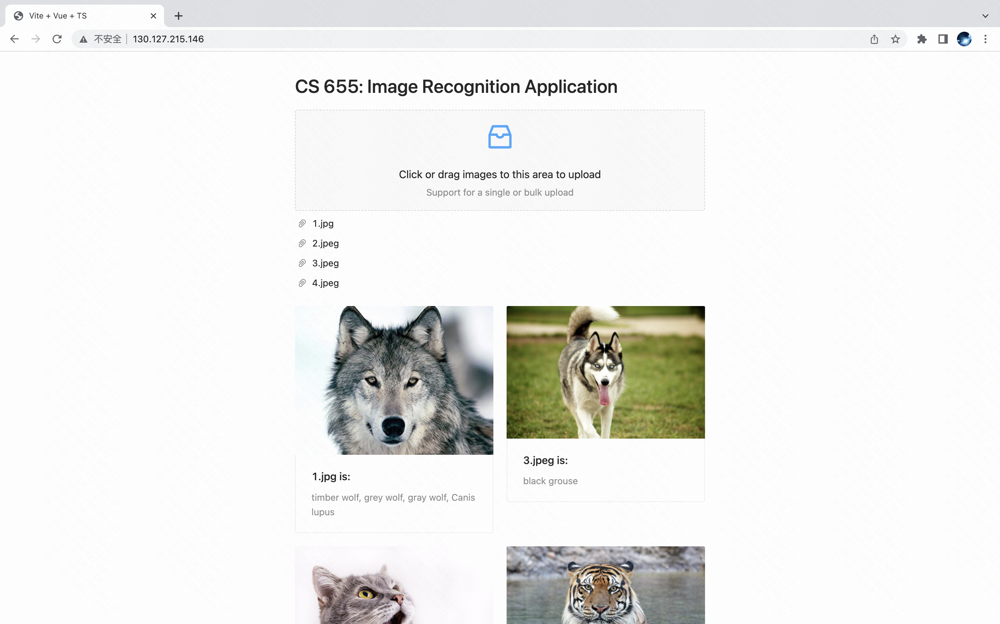 Vite + Vue + TS
不安全 130.127.215.146
CS 655: Image Recognition Application
Click or drag images to this area to upload
Support for a single or bulk upload
1.jpg
2.jpeg
3.jpeg
4.jpeg
1.jpg is:
timber wolf, grey wolf, gray wolf, Canis
lupus
3.jpeg is:
black grouse